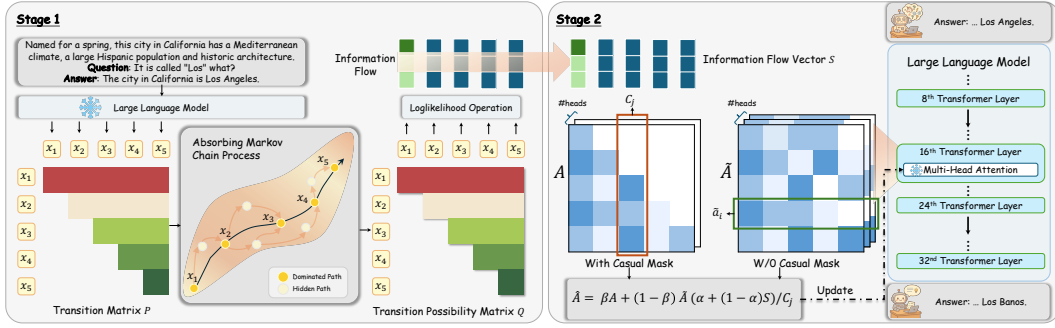 Stage 1
Named for a spring, this city in California has a Mediterranean
climate, a large Hispanic population and historic architecture.
Question: It is called "Los" what?
Answer: The city in California is Los Angeles.
Large Language Model
x₁ x₂ x₃ x₄ x₅
x₁
x₂
x₃
x₄
x₅
Transition Matrix P
Absorbing Markov
Chain Process
x₅
x₄
x₃
x₂
x₁
Dominated Path
Hidden Path
Information
Flow
Loglikelihood Operation
x₁ x₂ x₃ x₄ x₅
x₁
x₂
x₃
x₄
x₅
Transition Possibility Matrix Q
Stage 2
Information Flow Vector S
#heads
C_j
A
With Casual Mask
#heads
Ã
ã_i
W/0 Casual Mask
Â = βA + (1 − β) Ã (α + (1 − α)S)/C_j
Update
Answer: ... Los Angeles.
Large Language Model
8th Transformer Layer
16th Transformer Layer
Multi-Head Attention
24th Transformer Layer
32nd Transformer Layer
Answer: ... Los Banos.